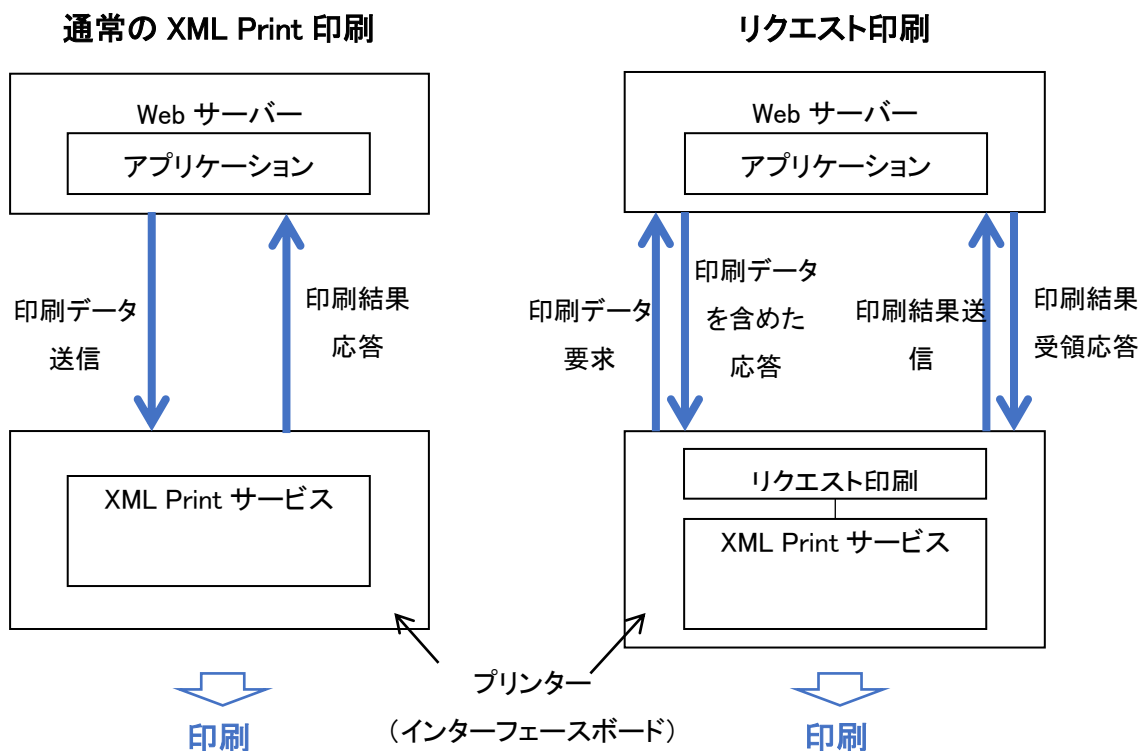 通常の XML Print 印刷
Web サーバー
アプリケーション
印刷データ
送信
印刷結果
応答
XML Print サービス
印刷
リクエスト印刷
Web サーバー
アプリケーション
印刷データ
要求
印刷データ
を含めた
応答
印刷結果送
信
印刷結果
受領応答
リクエスト印刷
XML Print サービス
プリンター
（インターフェースボード）
印刷